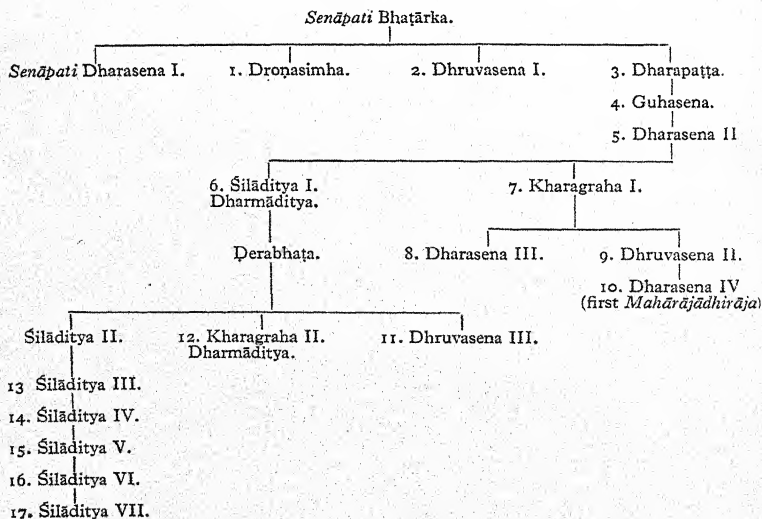 Senāpati Bhaṭārka.
Senāpati Dharasena I. 1. Droṇasimha. 2. Dhruvasena I. 3. Dharapaṭṭa.
4. Guhasena.
5. Dharasena II
6. Śilāditya I. 7. Kharagraha I.
Dharmāditya.
Ḍerabhaṭa. 8. Dharasena III. 9. Dhruvasena II.
10. Dharasena IV
(first Mahārājādhirāja)
Śilāditya II. 12. Kharagraha II. 11. Dhruvasena III.
Dharmāditya.
13 Śilāditya III.
14. Śilāditya IV.
15. Śilāditya V.
16. Śilāditya VI.
17. Śilāditya VII.